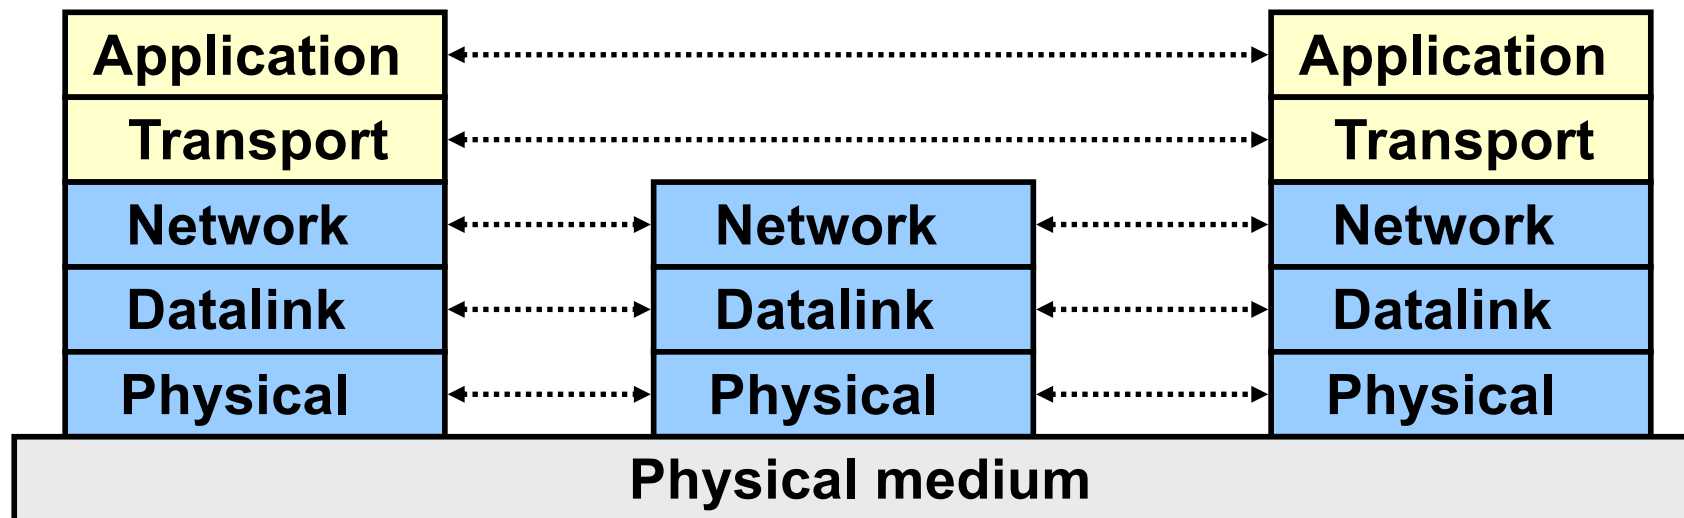 Application Application
Transport Transport
Network Network Network
Datalink Datalink Datalink
Physical Physical Physical
Physical medium